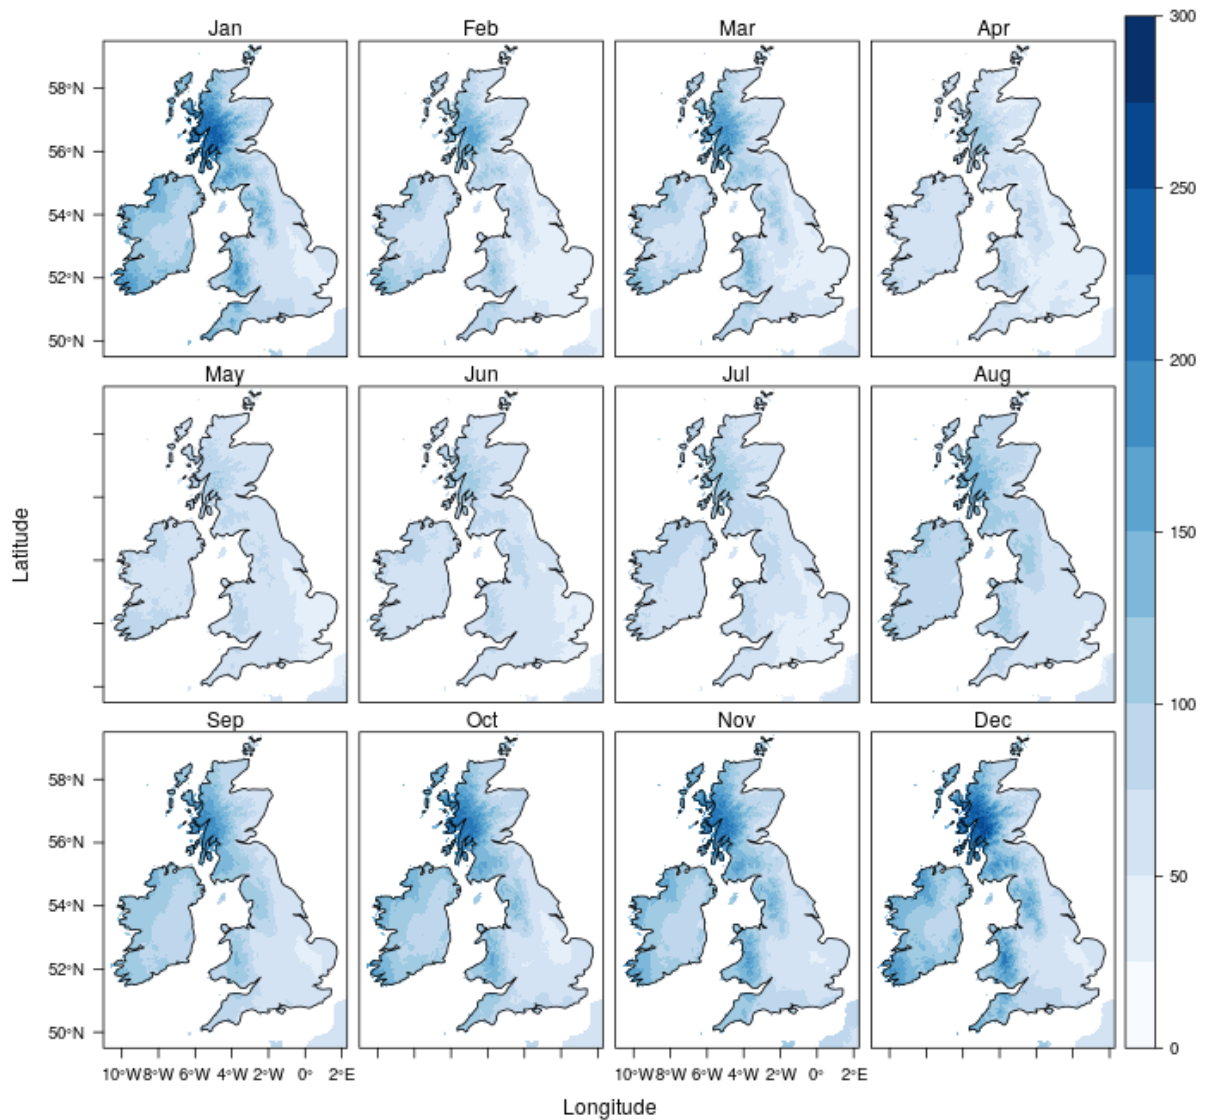 Jan Feb Mar Apr
300
58°N
56°N
54°N
52°N
50°N
250
200
May Jun Jul Aug
150
Latitude
100
Sep Oct Nov Dec
58°N
56°N
54°N
52°N
50°N
50
0
10°W 8°W 6°W 4°W 2°W 0° 2°E
10°W 8°W 6°W 4°W 2°W 0° 2°E
Longitude